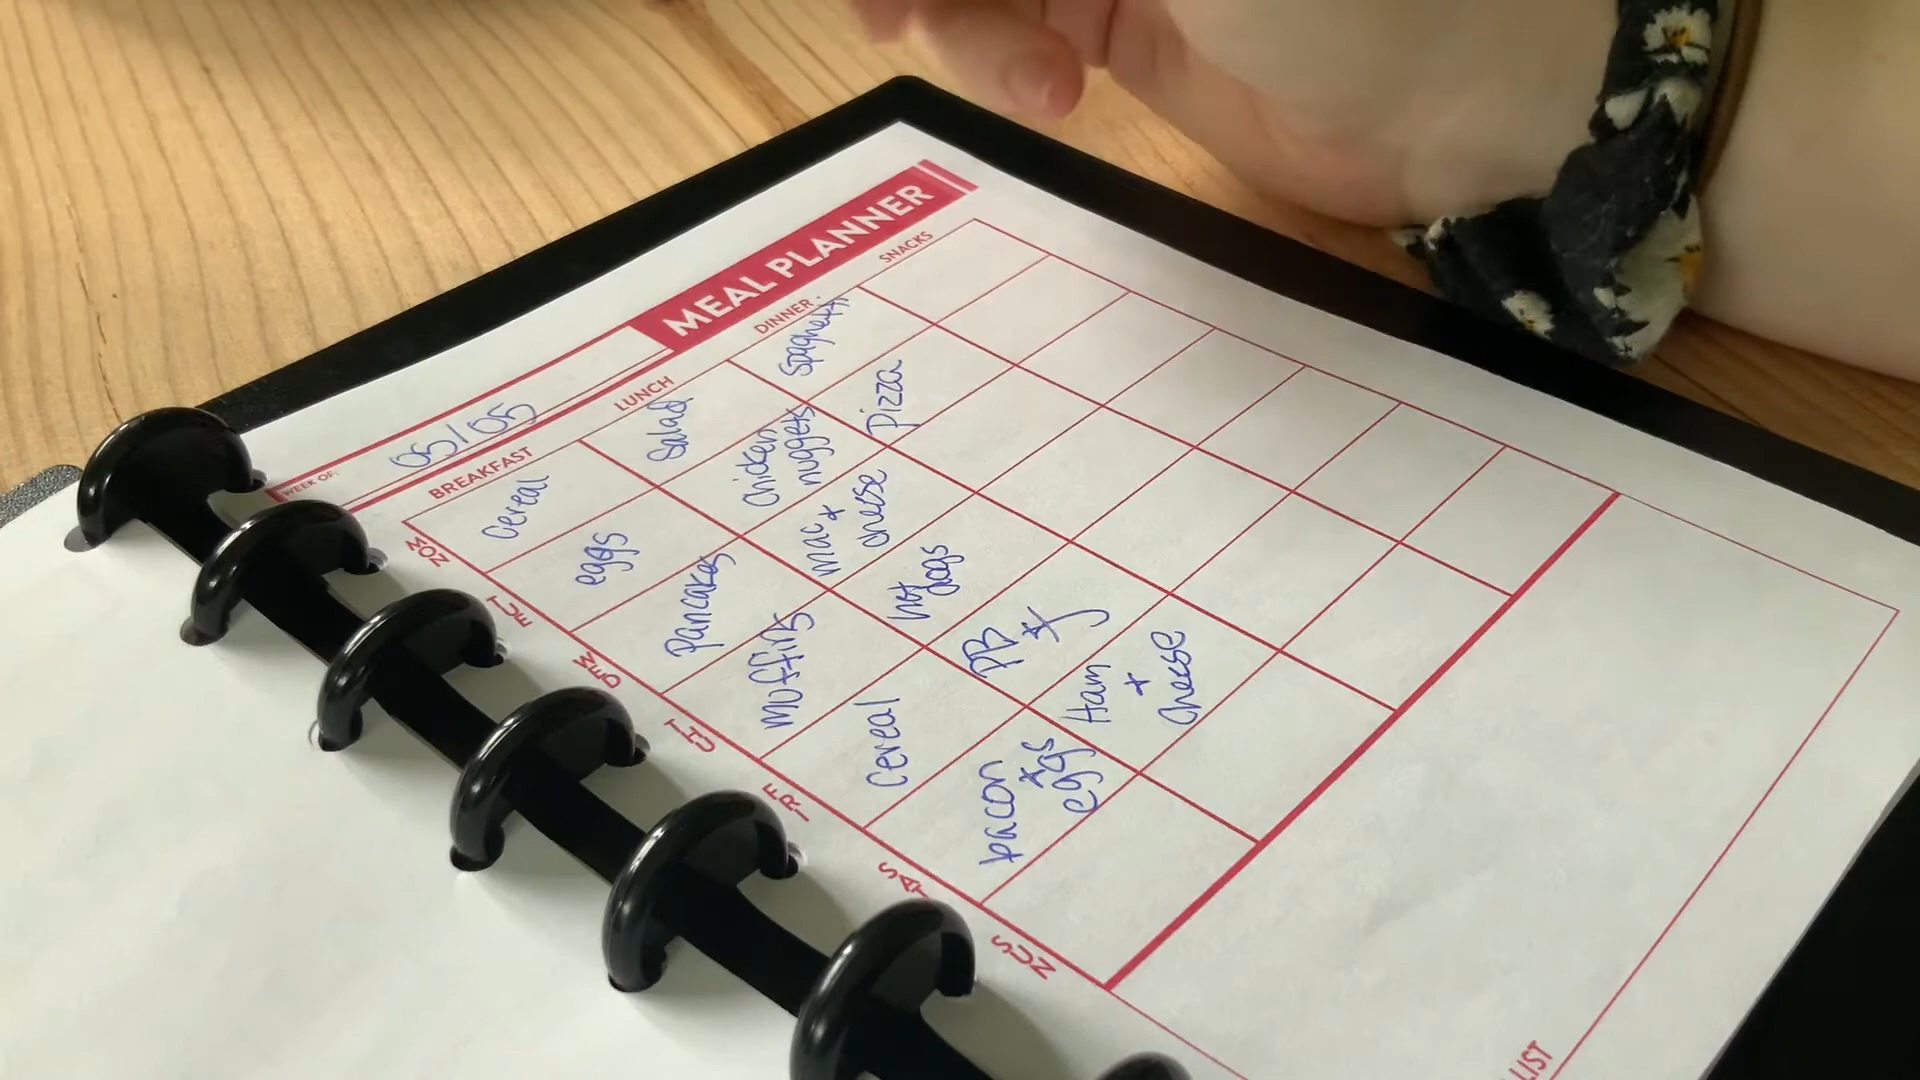 MEAL PLANNER
WEEK OF: 05/05
BREAKFAST LUNCH DINNER SNACKS
MON cereal Salad Spaghetti
TUE eggs Chicken nuggets pizza
WED Pancakes mac + cheese
THU muffins hot dogs
FRI Cereal PB + J
SAT bacon + eggs Ham + Cheese
SUN
LIST